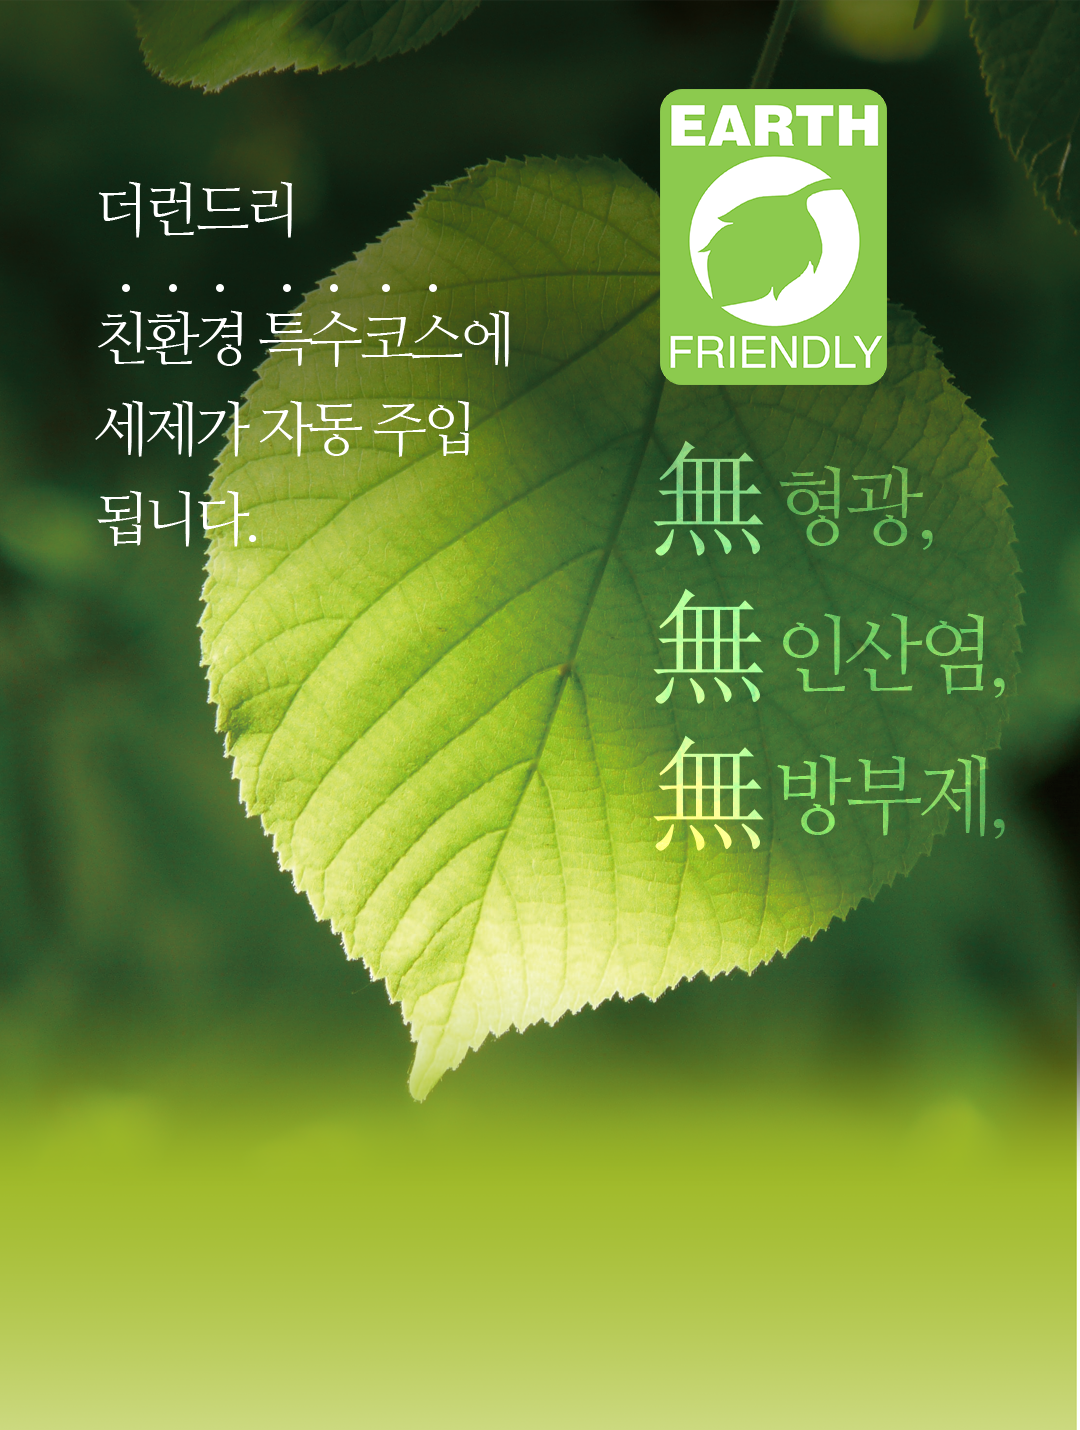 더런드리
친환경 특수코스에
세제가 자동 주입
됩니다.
EARTH
FRIENDLY
無 형광,
無 인산염,
無 방부제,